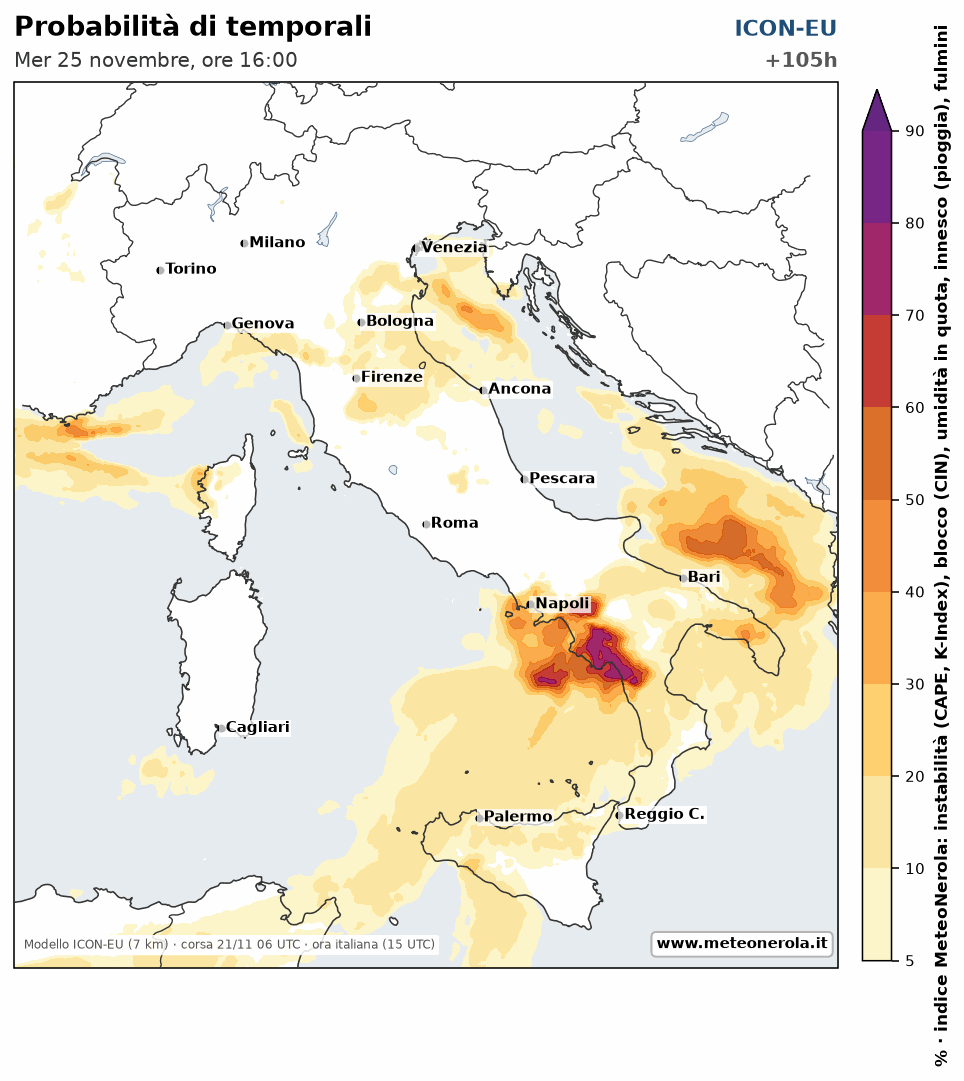 Probabilità di temporali
ICON-EU
Mer 25 novembre, ore 16:00
+105h
Milano
Venezia
Torino
Genova
Bologna
Firenze
Ancona
Pescara
Roma
Bari
Napoli
Cagliari
Palermo
Reggio C.
Modello ICON-EU (7 km) · corsa 21/11 06 UTC · ora italiana (15 UTC)
www.meteonerola.it
90
80
70
60
50
40
30
20
10
5
% · indice MeteoNerola: instabilità (CAPE, K-Index), blocco (CIN), umidità in quota, innesco (pioggia), fulmini